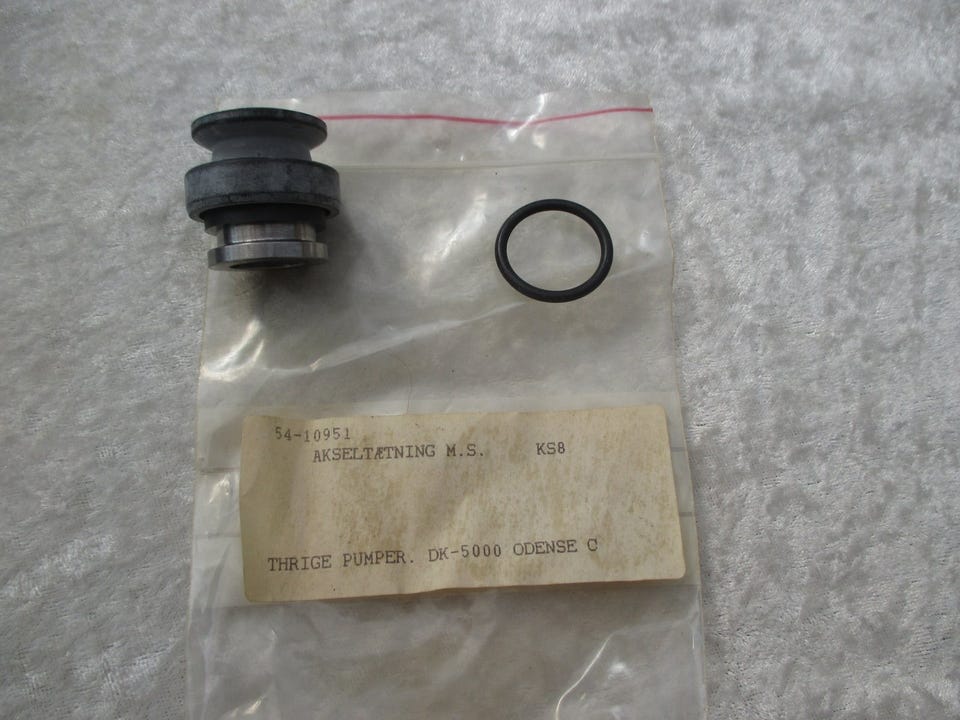 54-10951
AKSELTÆTNING M.S. KS8
THRIGE PUMPER. DK-5000 ODENSE C